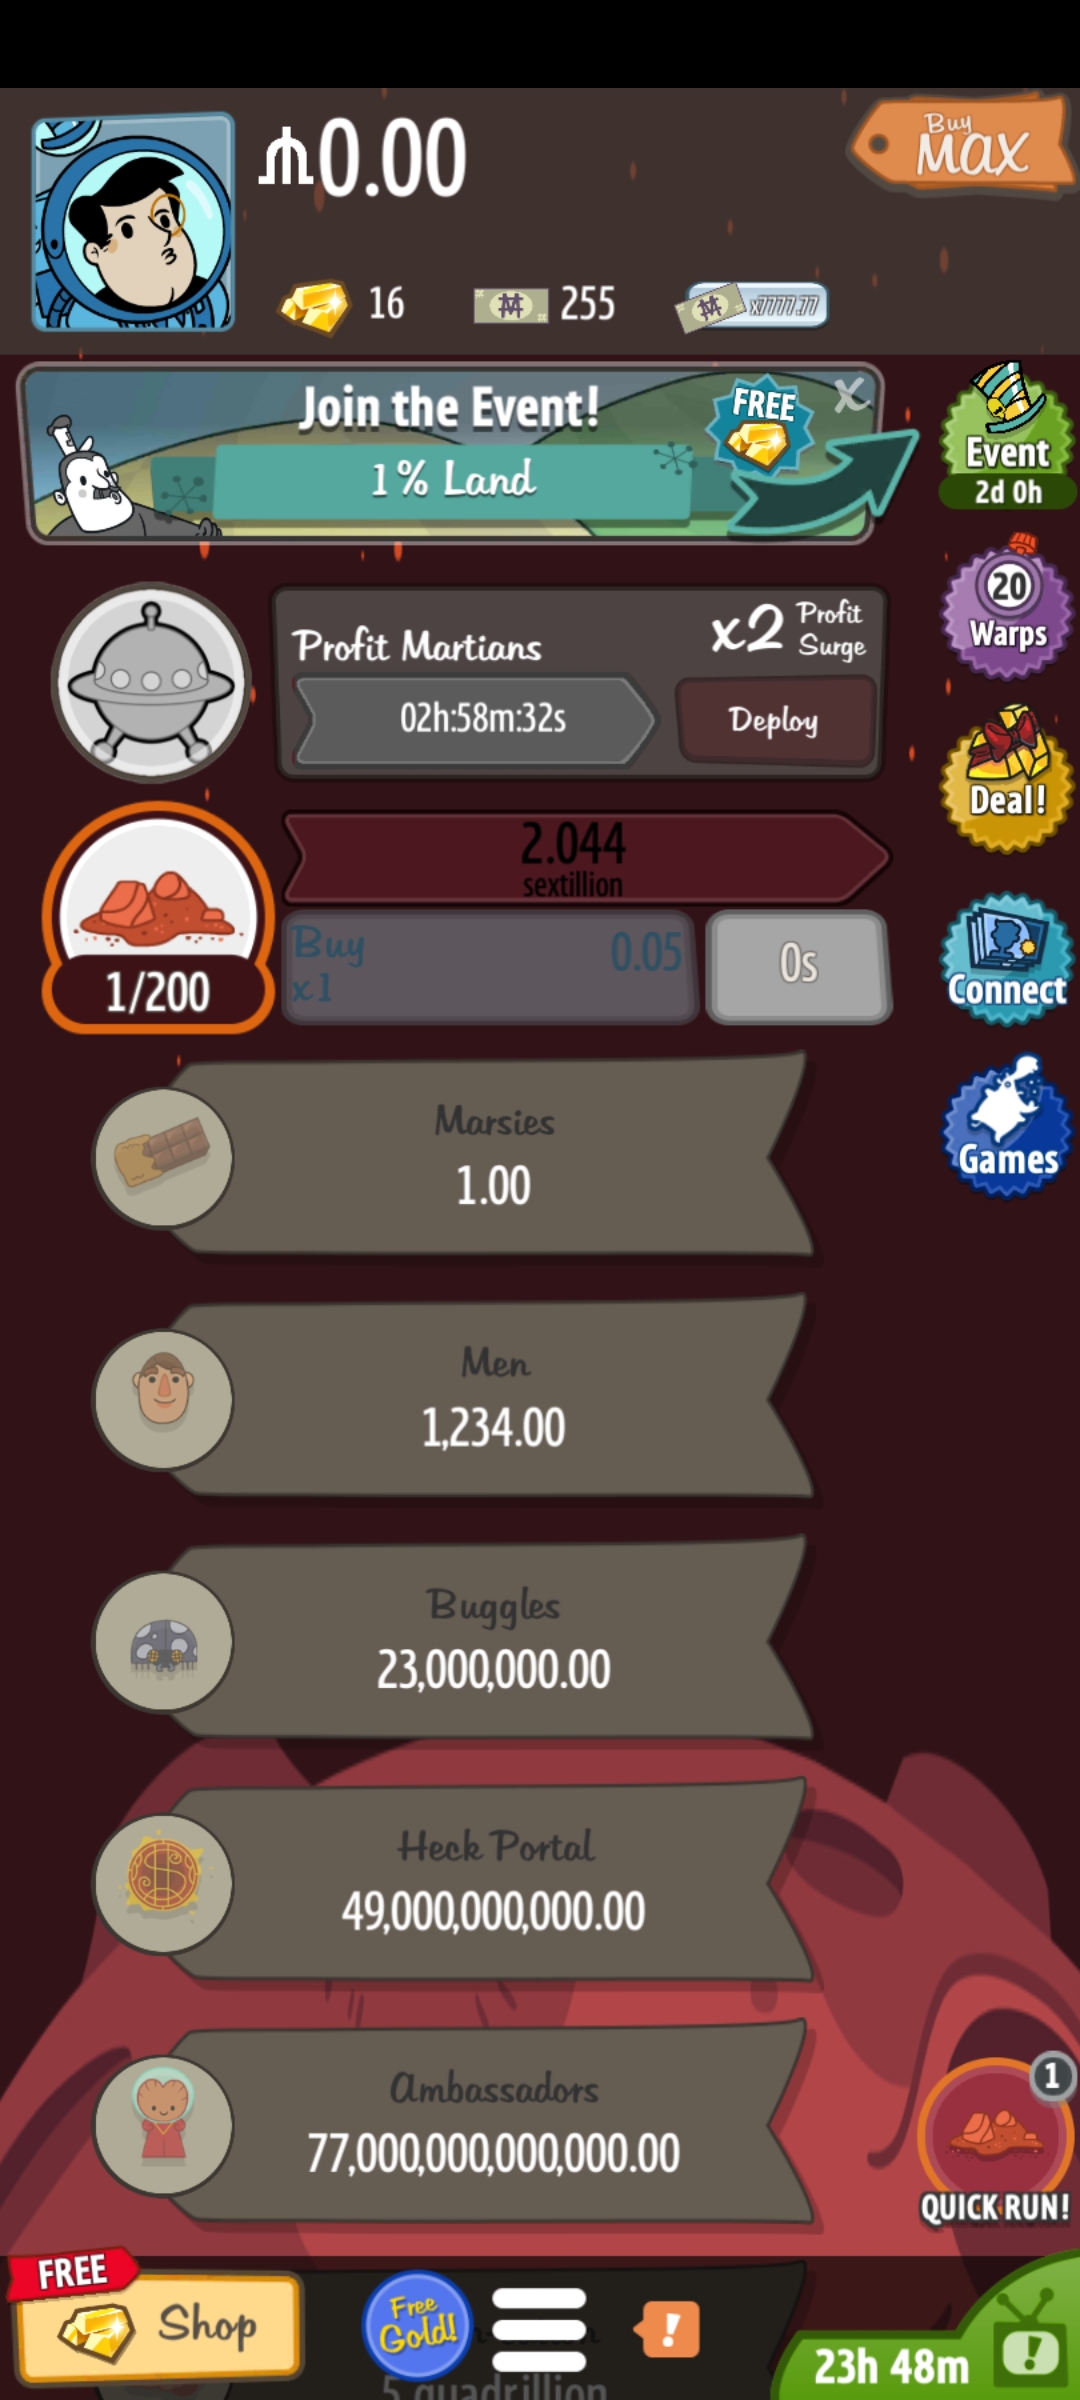 0.00
Buy
MAX
16
255
x7777.77
Join the Event!
FREE
X
1% Land
Event
2d 0h
20
Warps
Profit Martians
x2 Profit
Surge
02h:58m:32s
Deploy
Deal!
2.044
sextillion
1/200
Buy
x1
0.05
0s
Connect
Marsies
1.00
Games
Men
1,234.00
Buggles
23,000,000.00
Heck Portal
49,000,000,000.00
Ambassadors
77,000,000,000,000.00
1
QUICK RUN!
FREE
Shop
Free
Gold!
!
23h 48m
!
5 quadrillion